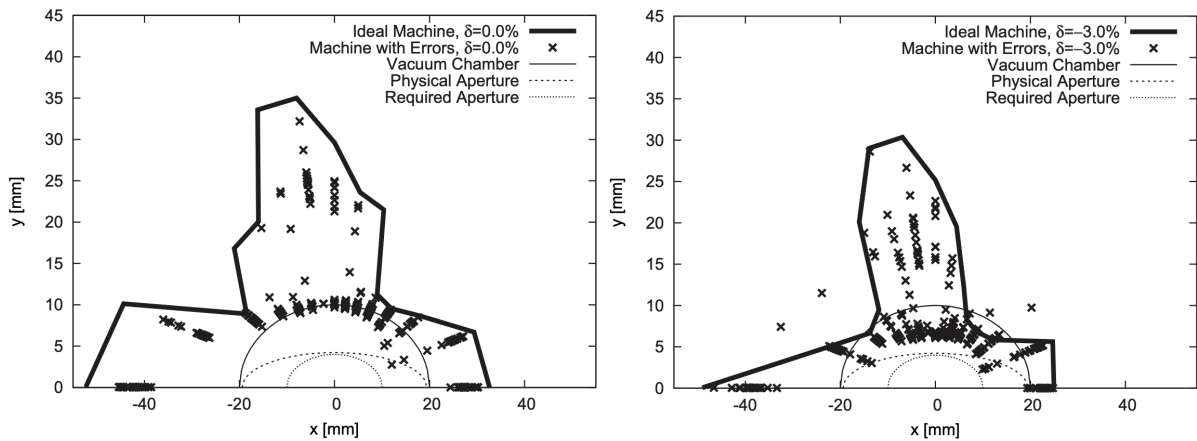 45
40
35
30
25
20
15
10
5
0
y [mm]
-40
-20
0
20
40
x [mm]
Ideal Machine, δ=0.0%
Machine with Errors, δ=0.0%
Vacuum Chamber
Physical Aperture
Required Aperture
45
40
35
30
25
20
15
10
5
0
y [mm]
-40
-20
0
20
40
x [mm]
Ideal Machine, δ=−3.0%
Machine with Errors, δ=−3.0%
Vacuum Chamber
Physical Aperture
Required Aperture